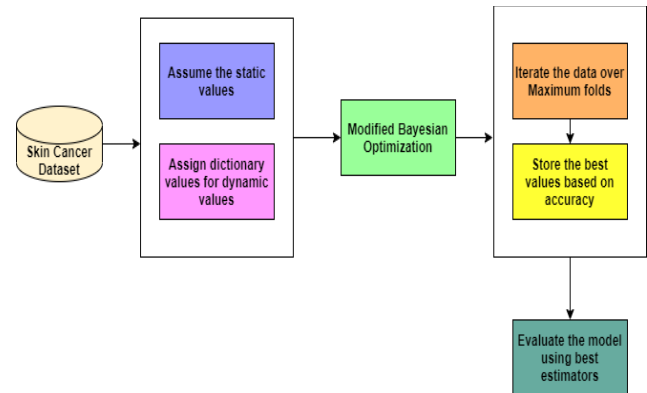 Skin Cancer
Dataset
Assume the static
values
Assign dictionary
values for dynamic
values
Modified Bayesian
Optimization
Iterate the data over
Maximum folds
Store the best
values based on
accuracy
Evaluate the model
using best
estimators